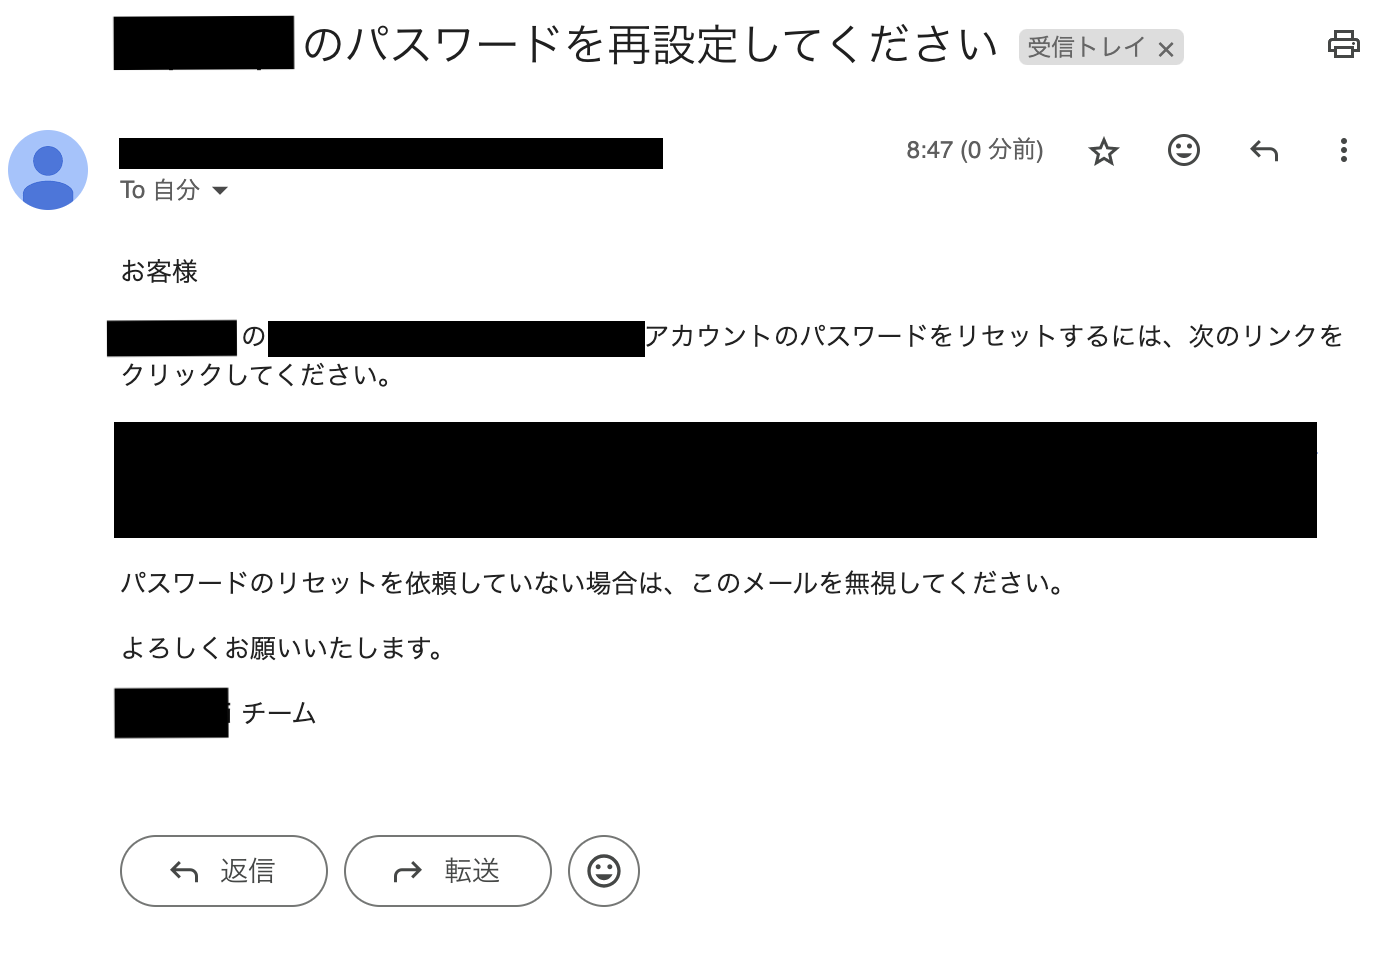 のパスワードを再設定してください 受信トレイ ×
8:47 (0 分前)
To 自分
お客様
の アカウントのパスワードをリセットするには、次のリンクを
クリックしてください。
パスワードのリセットを依頼していない場合は、このメールを無視してください。
よろしくお願いいたします。
チーム
返信 転送